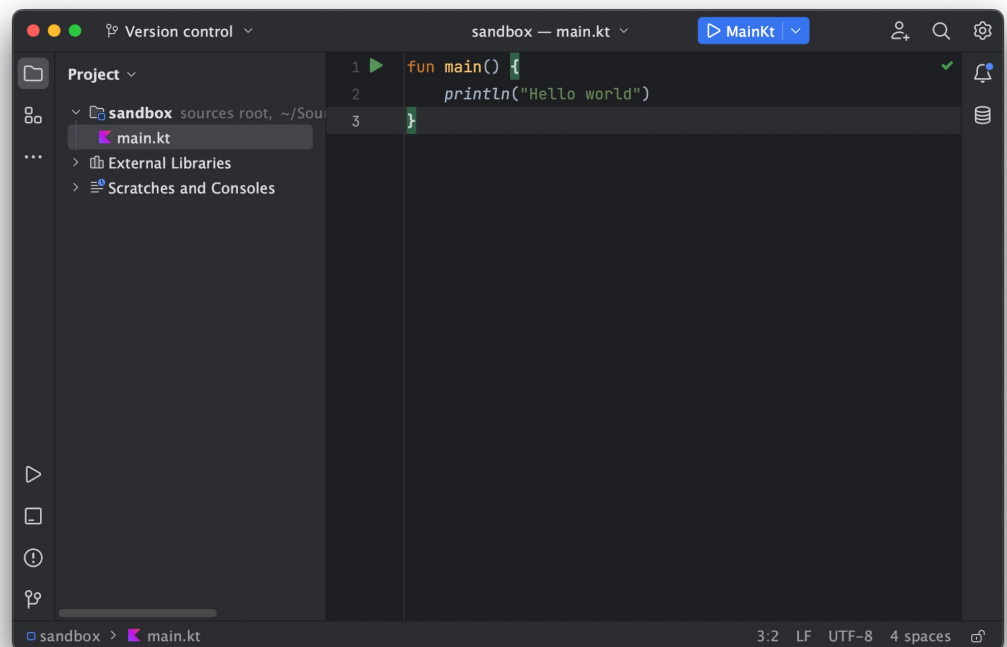 Version control
sandbox — main.kt
MainKt
Project
sandbox sources root, ~/Sou
main.kt
External Libraries
Scratches and Consoles
1 fun main() {
2     println("Hello world")
3 }
sandbox > main.kt
3:2 LF UTF-8 4 spaces